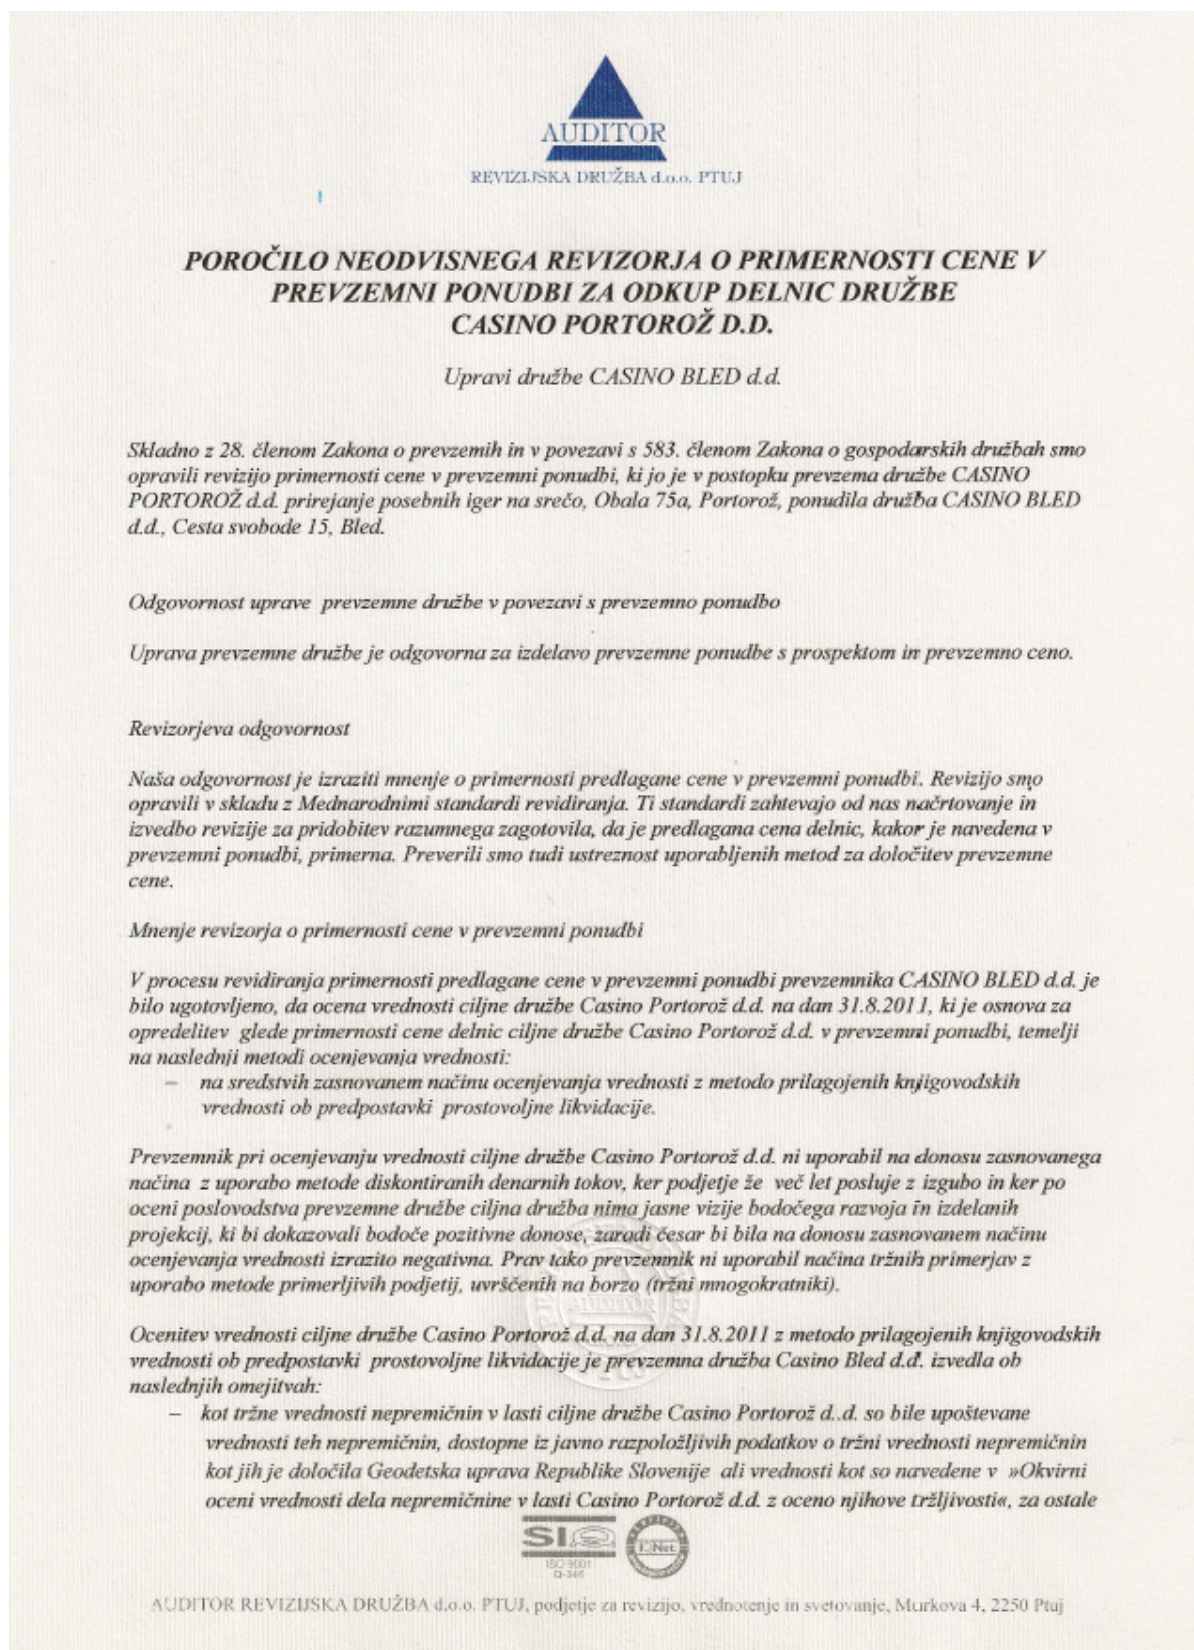 AUDITOR
REVIZIJSKA DRUŽBA d.o.o. PTUJ
POROČILO NEODVISNEGA REVIZORJA O PRIMERNOSTI CENE V
PREVZEMNI PONUDBI ZA ODKUP DELNIC DRUŽBE
CASINO PORTOROŽ D.D.
Upravi družbe CASINO BLED d.d.
Skladno z 28. členom Zakona o prevzemih in v povezavi s 583. členom Zakona o gospodarskih družbah smo
opravili revizijo primernosti cene v prevzemni ponudbi, ki jo je v postopku prevzema družbe CASINO
PORTOROŽ d.d. prirejanje posebnih iger na srečo, Obala 75a, Portorož, ponudila družba CASINO BLED
d.d., Cesta svobode 15, Bled.
Odgovornost uprave prevzemne družbe v povezavi s prevzemno ponudbo
Uprava prevzemne družbe je odgovorna za izdelavo prevzemne ponudbe s prospektom in prevzemno ceno.
Revizorjeva odgovornost
Naša odgovornost je izraziti mnenje o primernosti predlagane cene v prevzemni ponudbi. Revizijo smo
opravili v skladu z Mednarodnimi standardi revidiranja. Ti standardi zahtevajo od nas načrtovanje in
izvedbo revizije za pridobitev razumnega zagotovila, da je predlagana cena delnic, kakor je navedena v
prevzemni ponudbi, primerna. Preverili smo tudi ustreznost uporabljenih metod za določitev prevzemne
cene.
Mnenje revizorja o primernosti cene v prevzemni ponudbi
V procesu revidiranja primernosti predlagane cene v prevzemni ponudbi prevzemnika CASINO BLED d.d. je
bilo ugotovljeno, da ocena vrednosti ciljne družbe Casino Portorož d.d. na dan 31.8.2011, ki je osnova za
opredelitev glede primernosti cene delnic ciljne družbe Casino Portorož d.d. v prevzemni ponudbi, temelji
na naslednji metodi ocenjevanja vrednosti:
– na sredstvih zasnovanem načinu ocenjevanja vrednosti z metodo prilagojenih knjigovodskih
vrednosti ob predpostavki prostovoljne likvidacije.
Prevzemnik pri ocenjevanju vrednosti ciljne družbe Casino Portorož d.d. ni uporabil na donosu zasnovanega
načina z uporabo metode diskontiranih denarnih tokov, ker podjetje že več let posluje z izgubo in ker po
oceni poslovodstva prevzemne družbe ciljna družba nima jasne vizije bodočega razvoja in izdelanih
projekcij, ki bi dokazovali bodoče pozitivne donose, zaradi česar bi bila na donosu zasnovanem načinu
ocenjevanja vrednosti izrazito negativna. Prav tako prevzemnik ni uporabil načina tržnih primerjav z
uporabo metode primerljivih podjetij, uvrščenih na borzo (tržni mnogokratniki).
Ocenitev vrednosti ciljne družbe Casino Portorož d.d. na dan 31.8.2011 z metodo prilagojenih knjigovodskih
vrednosti ob predpostavki prostovoljne likvidacije je prevzemna družba Casino Bled d.d. izvedla ob
naslednjih omejitvah:
– kot tržne vrednosti nepremičnin v lasti ciljne družbe Casino Portorož d..d. so bile upoštevane
vrednosti teh nepremičnin, dostopne iz javno razpoložljivih podatkov o tržni vrednosti nepremičnin
kot jih je določila Geodetska uprava Republike Slovenije ali vrednosti kot so navedene v »Okvirni
oceni vrednosti dela nepremičnine v lasti Casino Portorož d.d. z oceno njihove tržljivosti«, za ostale
SIQ
ISO 9001
Q-346
IQNet
AUDITOR REVIZIJSKA DRUŽBA d.o.o. PTUJ, podjetje za revizijo, vrednotenje in svetovanje, Murkova 4, 2250 Ptuj